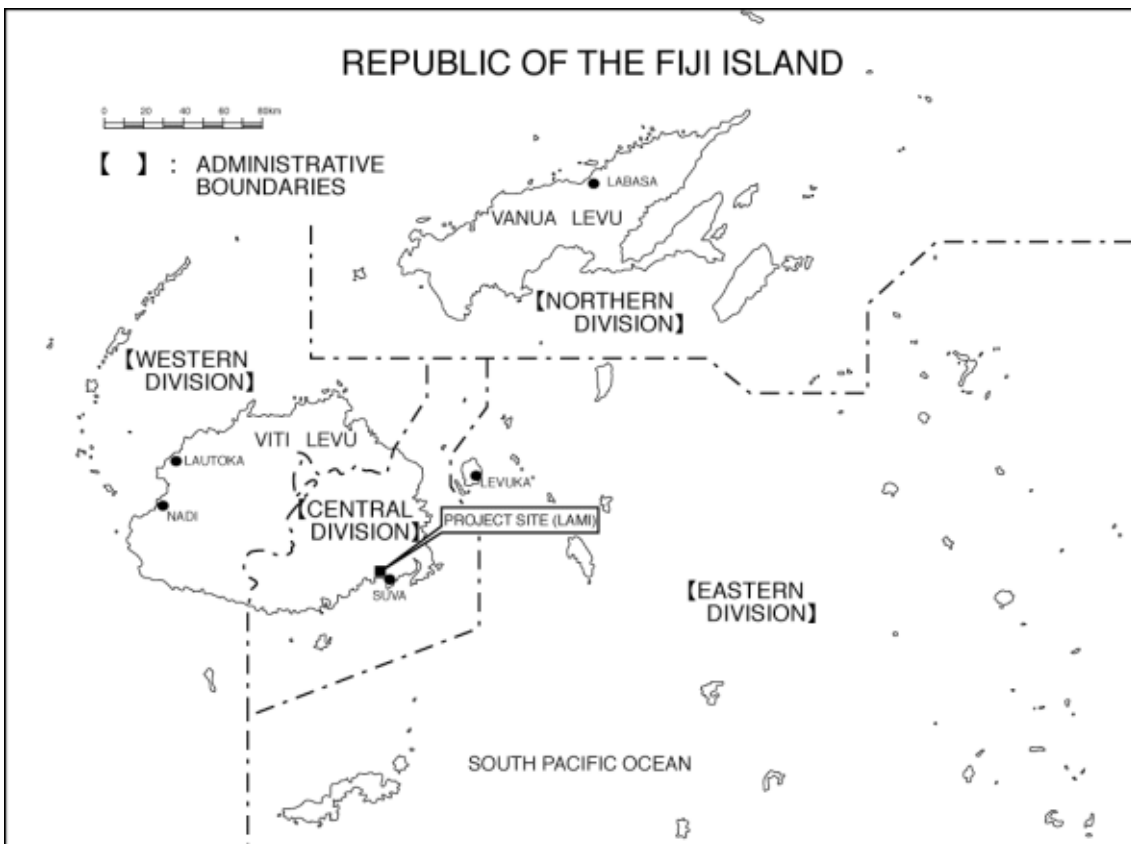 REPUBLIC OF THE FIJI ISLAND
0 20 40 60 80km
【 】 : ADMINISTRATIVE
BOUNDARIES
LABASA
VANUA LEVU
【NORTHERN
DIVISION】
【WESTERN
DIVISION】
VITI LEVU
LAUTOKA
LEVUKA"
NADI
【CENTRAL
DIVISION】
PROJECT SITE (LAMI)
SUVA
【EASTERN
DIVISION】
SOUTH PACIFIC OCEAN